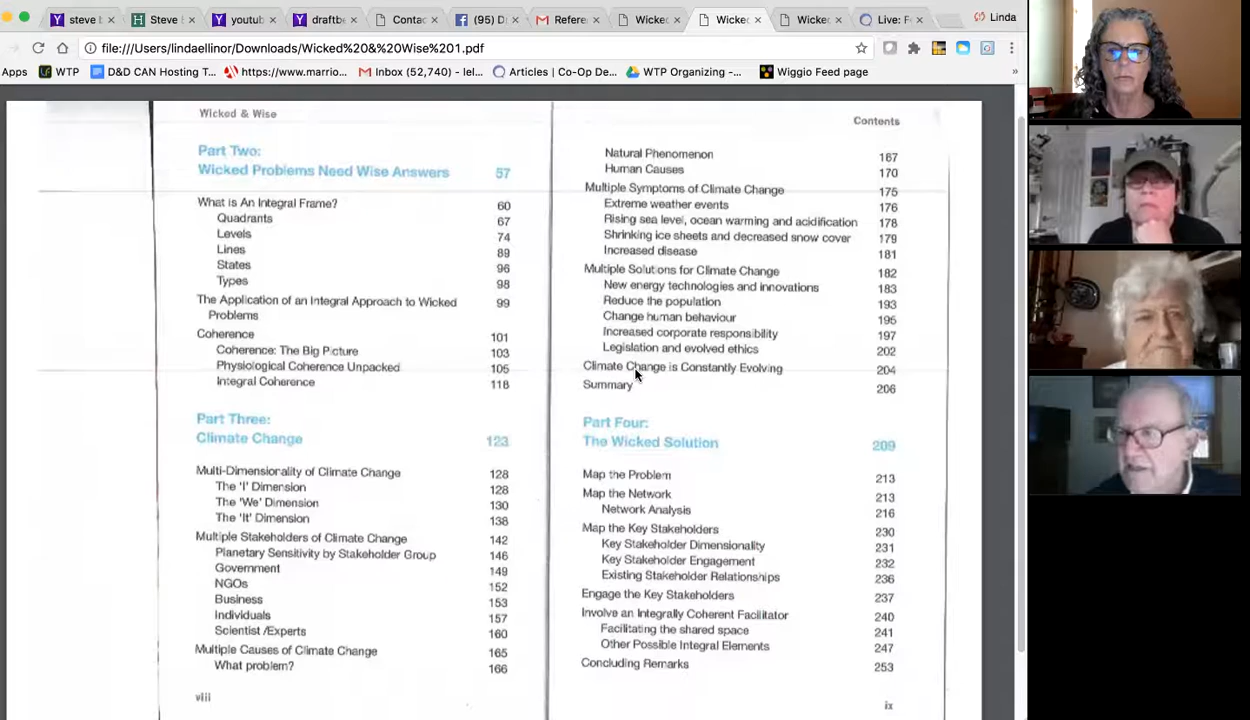 steve b
Steve B
youtub
draftbe
Contac
(95) D
Refere
Wicke
Wicke
Wicke
Live: F
Linda
file:///Users/lindaellinor/Downloads/Wicked%20&%20Wise%201.pdf
Apps
WTP
D&D CAN Hosting T...
https://www.marrio...
Inbox (52,740) - lel...
Articles | Co-Op De...
WTP Organizing -...
Wiggio Feed page
»
Wicked & Wise
Part Two:
Wicked Problems Need Wise Answers 57
What is An Integral Frame? 60
Quadrants 67
Levels 74
Lines 89
States 96
Types 98
The Application of an Integral Approach to Wicked 99
Problems
Coherence 101
Coherence: The Big Picture 103
Physiological Coherence Unpacked 105
Integral Coherence 118
Part Three:
Climate Change 123
Multi-Dimensionality of Climate Change 128
The 'I' Dimension 128
The 'We' Dimension 130
The 'It' Dimension 138
Multiple Stakeholders of Climate Change 142
Planetary Sensitivity by Stakeholder Group 146
Government 149
NGOs 152
Business 153
Individuals 157
Scientist /Experts 160
Multiple Causes of Climate Change 165
What problem? 166
viii
Contents
Natural Phenomenon 167
Human Causes 170
Multiple Symptoms of Climate Change 175
Extreme weather events 176
Rising sea level, ocean warming and acidification 178
Shrinking ice sheets and decreased snow cover 179
Increased disease 181
Multiple Solutions for Climate Change 182
New energy technologies and innovations 183
Reduce the population 193
Change human behaviour 195
Increased corporate responsibility 197
Legislation and evolved ethics 202
Climate Change is Constantly Evolving 204
Summary 206
Part Four:
The Wicked Solution 209
Map the Problem 213
Map the Network 213
Network Analysis 216
Map the Key Stakeholders 230
Key Stakeholder Dimensionality 231
Key Stakeholder Engagement 232
Existing Stakeholder Relationships 236
Engage the Key Stakeholders 237
Involve an Integrally Coherent Facilitator 240
Facilitating the shared space 241
Other Possible Integral Elements 247
Concluding Remarks 253
ix